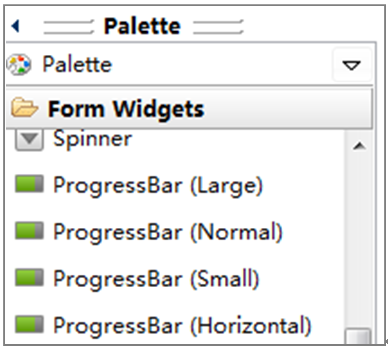 Palette
Palette
Form Widgets
Spinner
ProgressBar (Large)
ProgressBar (Normal)
ProgressBar (Small)
ProgressBar (Horizontal)